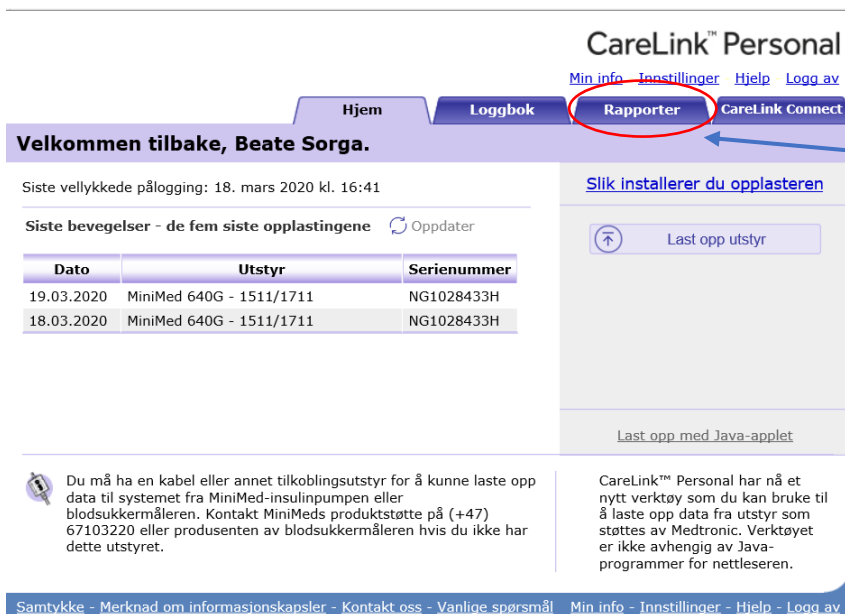 CareLink™ Personal
Min info Innstillinger Hjelp Logg av
Hjem Loggbok Rapporter CareLink Connect
Velkommen tilbake, Beate Sorga.
Siste vellykkede pålogging: 18. mars 2020 kl. 16:41
Slik installerer du opplasteren
Siste bevegelser - de fem siste opplastingene Oppdater
Last opp utstyr
Dato Utstyr Serienummer
19.03.2020 MiniMed 640G - 1511/1711 NG1028433H
18.03.2020 MiniMed 640G - 1511/1711 NG1028433H
Last opp med Java-applet
Du må ha en kabel eller annet tilkoblingsutstyr for å kunne laste opp
data til systemet fra MiniMed-insulinpumpen eller
blodsukkermåleren. Kontakt MiniMeds produktstøtte på (+47)
67103220 eller produsenten av blodsukkermåleren hvis du ikke har
dette utstyret.
CareLink™ Personal har nå et
nytt verktøy som du kan bruke til
å laste opp data fra utstyr som
støttes av Medtronic. Verktøyet
er ikke avhengig av Java-
programmer for nettleseren.
Samtykke - Merknad om informasjonskapsler - Kontakt oss - Vanlige spørsmål Min info - Innstillinger - Hjelp - Logg av